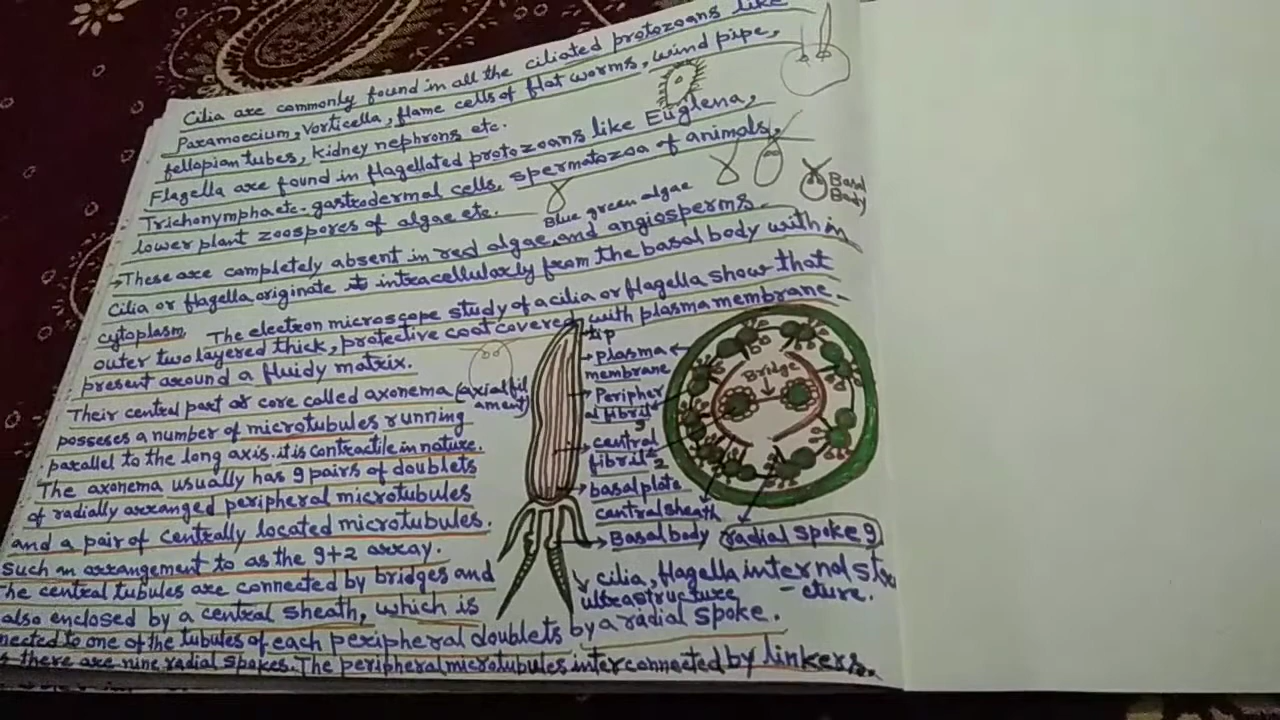 Cilia are commonly found in all the ciliated protozoans like
Paramoecium, Vorticella, flame cells of flat worms, wind pipe,
fellopian tubes, kidney nephrons etc.
Flagella are found in flagellated protozoans like Euglena,
Trichonympha etc. gastrodermal cells, spermatozoa of animals,
lower plant zoospores of algae etc.
Blue green algae
Basal
Body
→These are completely absent in red algae, and angiosperms.
Cilia or flagella originate intracellularly from the basal body with in
cytoplasm, The electron microscope study of a cilia or flagella show that
outer two layered thick, protective coat covered with plasma membrane
present around a fluidy matrix.
Their central part or core called axonema (axial fil
ament)
posseses a number of microtubules running
parallel to the long axis. it is contractile in nature.
The axonema usually has 9 pairs of doublets
of radially arranged peripheral microtubules
and a pair of centrally located microtubules.
Such an arrangement to as the 9+2 array.
The central tubules are connected by bridges and
also enclosed by a central sheath, which is
nected to one of the tubules of each peripheral doublets by a radial spoke.
there are nine radial spokes. The peripheral microtubules interconnected by linkers.
tip
plasma
membrane
Peripher
al fibril
9
central
fibril 2
basal plate
central sheath
Basal body
Bridge
radial spoke 9
cilia, flagella internal stru
ultrastructure -cture.